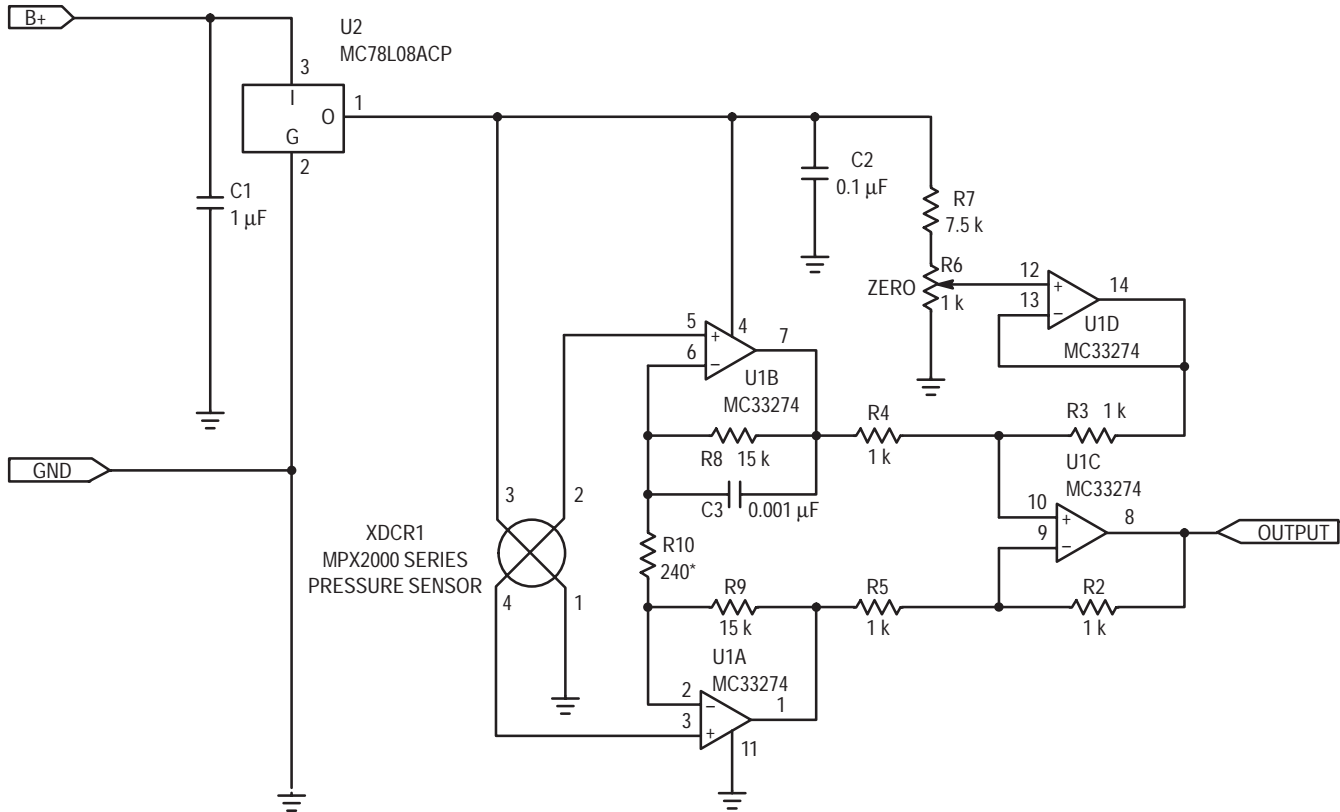 B+
U2
MC78L08ACP
3
I
O
1
G
2
C1
1 µF
C2
0.1 µF
R7
7.5 k
R6
ZERO
1 k
12
+
13
−
14
U1D
MC33274
5
+
4
7
6
−
U1B
MC33274
R4
1 k
R3 1 k
R8 15 k
U1C
MC33274
GND
C3 0.001 µF
3
2
10
+
9
−
8
OUTPUT
XDCR1
MPX2000 SERIES
PRESSURE SENSOR
R10
240*
4
1
R9
15 k
R5
1 k
R2
1 k
U1A
MC33274
2
−
1
3
+
11